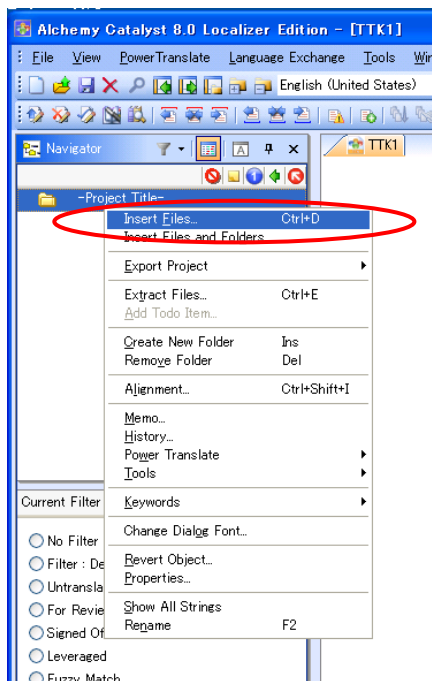 Alchemy Catalyst 8.0 Localizer Edition - [TTK1]
File View PowerTranslate Language Exchange Tools
English (United States)
Navigator
TTK1
-Project Title-
Insert Files... Ctrl+D
Insert Files and Folders
Export Project
Extract Files... Ctrl+E
Add Todo Item...
Create New Folder Ins
Remove Folder Del
Alignment... Ctrl+Shift+I
Memo...
History...
Power Translate
Tools
Current Filter
Keywords
Change Dialog Font...
No Filter
Filter : De
Revert Object...
Untransla
Properties...
For Revie
Show All Strings
Signed Of
Rename F2
Leveraged
Fuzzy Match